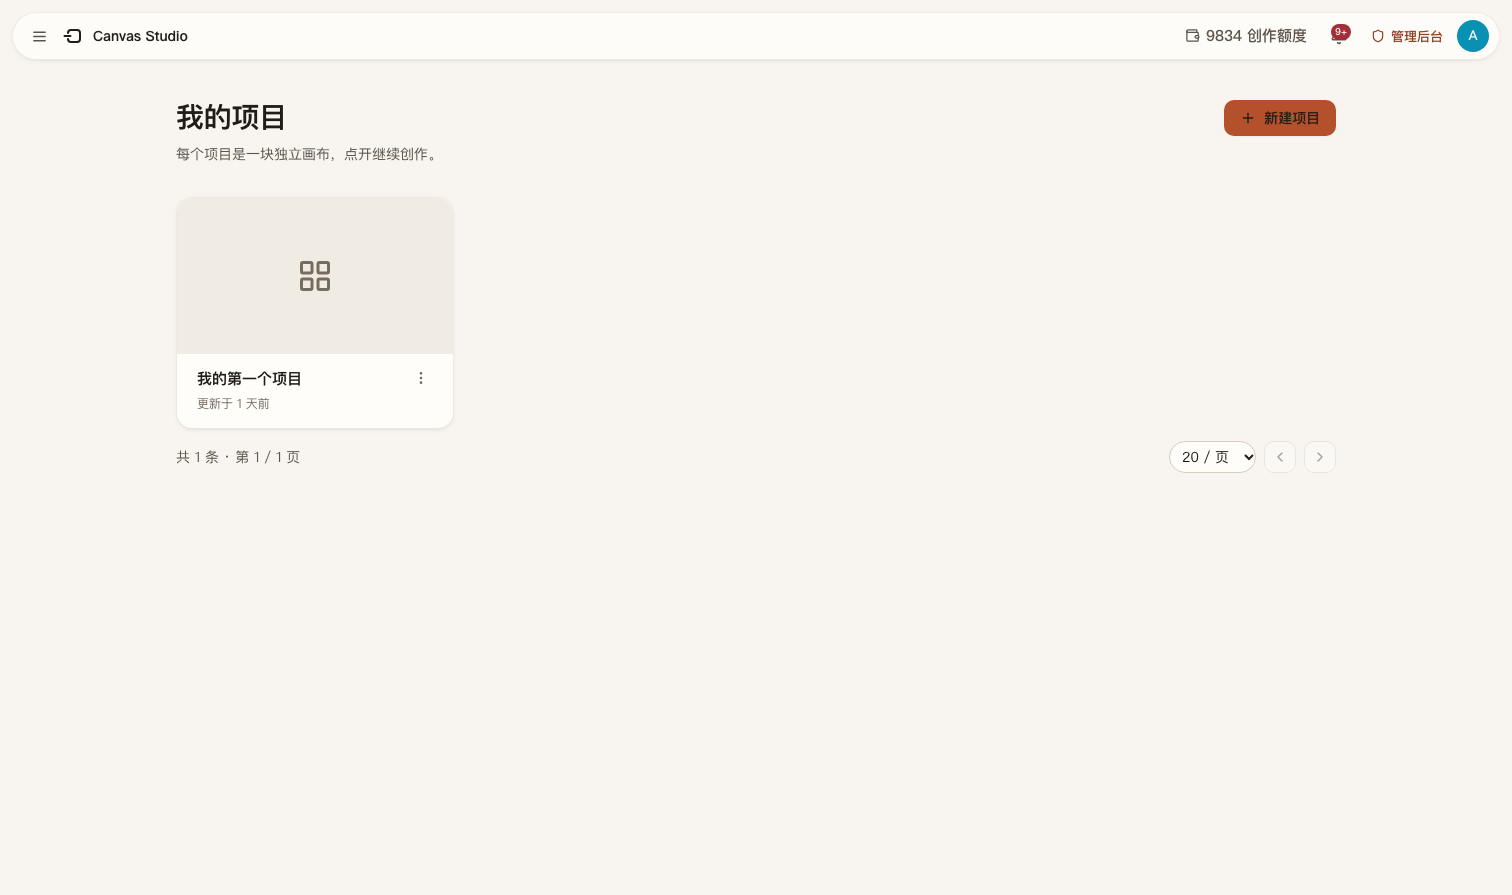 Canvas Studio
9834 创作额度
9+
管理后台
A
我的项目
新建项目
每个项目是一块独立画布，点开继续创作。
我的第一个项目
更新于 1 天前
共 1 条 · 第 1 / 1 页
20 / 页